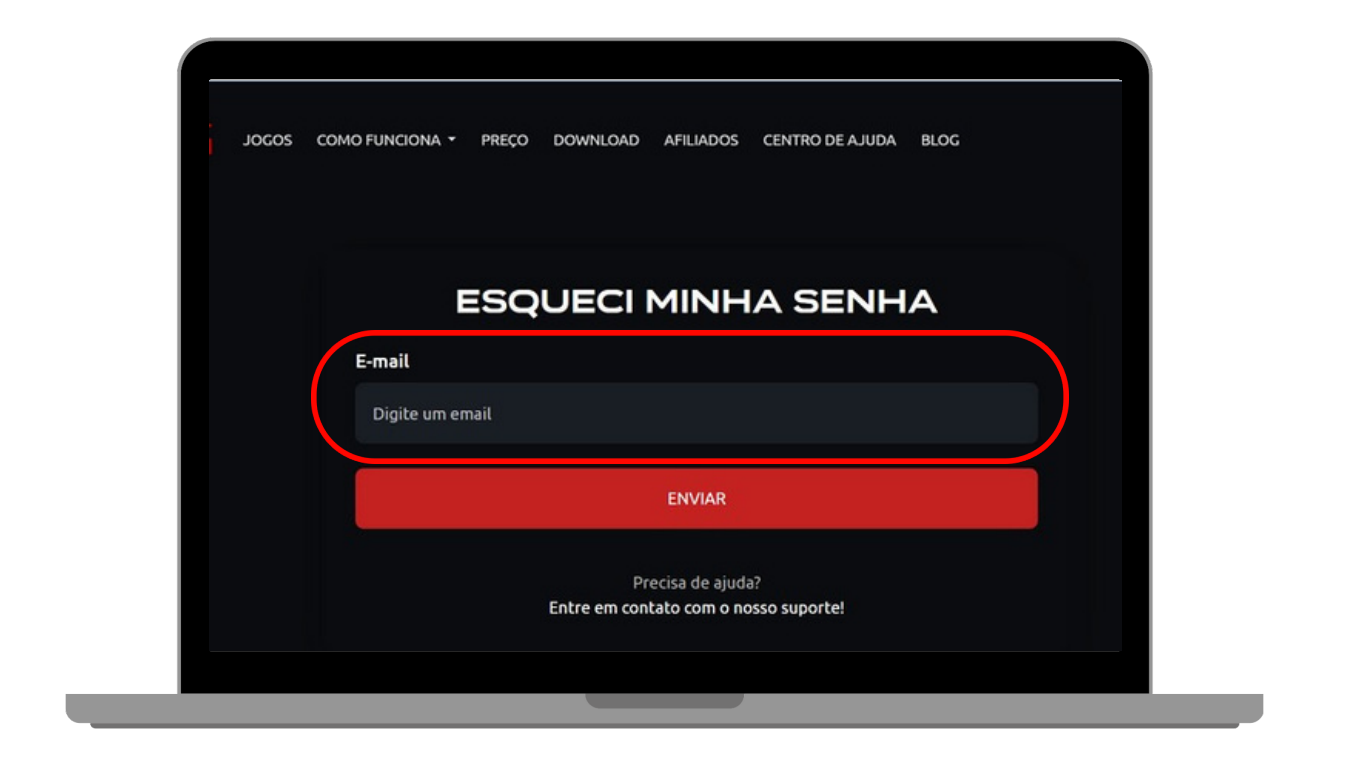 JOGOS COMO FUNCIONA PREÇO DOWNLOAD AFILIADOS CENTRO DE AJUDA BLOG
ESQUECI MINHA SENHA
E-mail
Digite um email
ENVIAR
Precisa de ajuda?
Entre em contato com o nosso suporte!